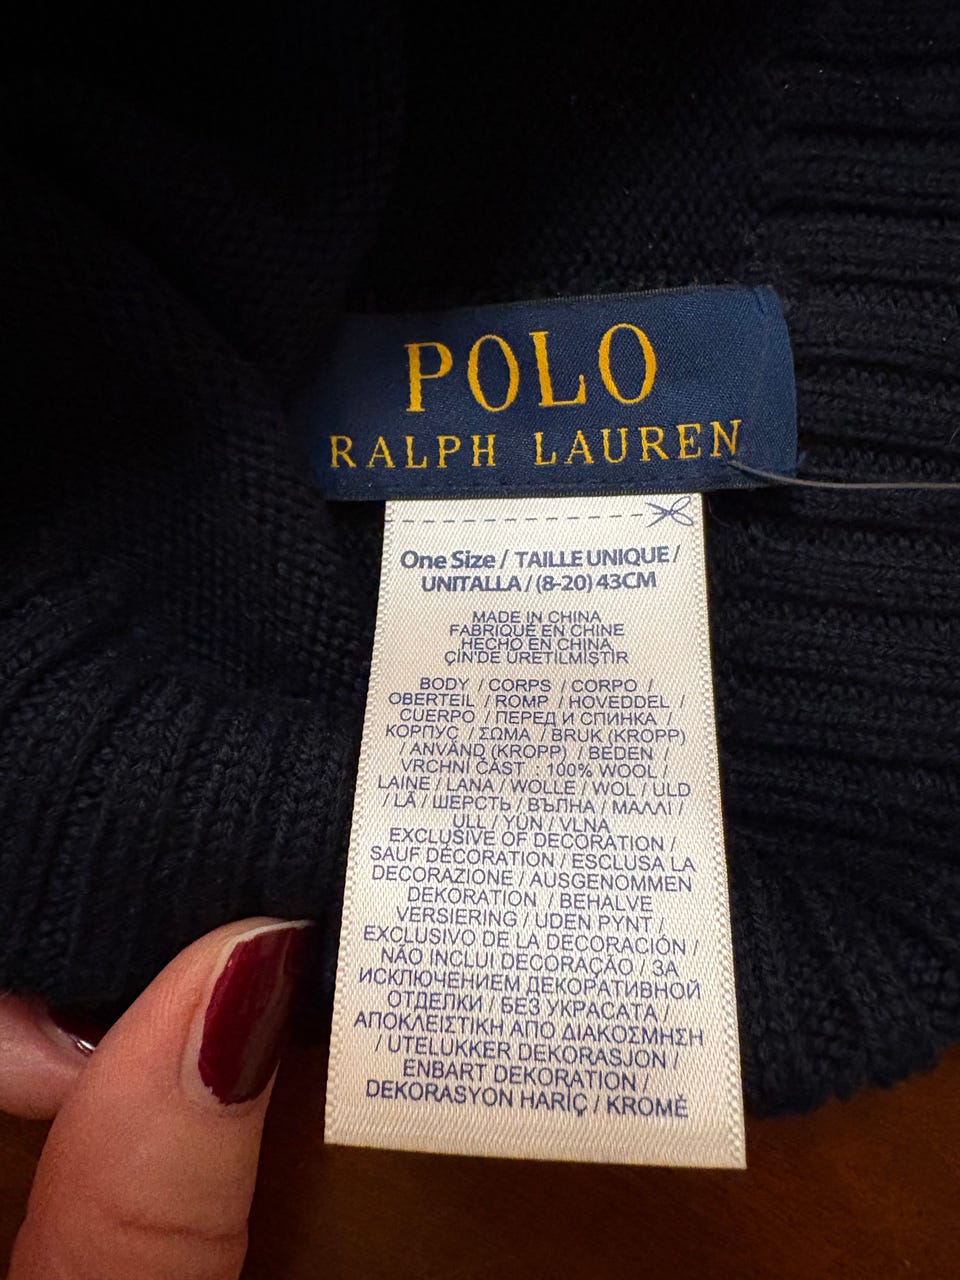 POLO
RALPH LAUREN
One Size / TAILLE UNIQUE /
UNITALLA / (8-20) 43CM
MADE IN CHINA
FABRIQUÉ EN CHINE
HECHO EN CHINA
ÇİN'DE ÜRETİLMİŞTİR
BODY / CORPS / CORPO /
OBERTEIL / ROMP / HOVEDDEL /
CUERPO / ПЕРЕД И СПИНКА /
КОРПУС / ΣΩΜΑ / BRUK (KROPP)
/ ANVÄND (KROPP) / BEDEN /
VRCHNÍ ČÁST 100% WOOL /
LAINE / LANA / WOLLE / WOL / ULD
/ LÃ / ШЕРСТЬ / ВЪЛНА / ΜΑΛΛΙ /
ULL / YÜN / VLNA
EXCLUSIVE OF DECORATION /
SAUF DÉCORATION / ESCLUSA LA
DECORAZIONE / AUSGENOMMEN
DEKORATION / BEHALVE
VERSIERING / UDEN PYNT /
EXCLUSIVO DE LA DECORACIÓN /
NÃO INCLUI DECORAÇÃO / ЗА
ИСКЛЮЧЕНИЕМ ДЕКОРАТИВНОЙ
ОТДЕЛКИ / БЕЗ УКРАСАТА /
ΑΠΟΚΛΕΙΣΤΙΚΗ ΑΠΟ ΔΙΑΚΟΣΜΗΣΗ
/ UTELUKKER DEKORASJON /
ENBART DEKORATION /
DEKORASYON HARİÇ / KROMĚ